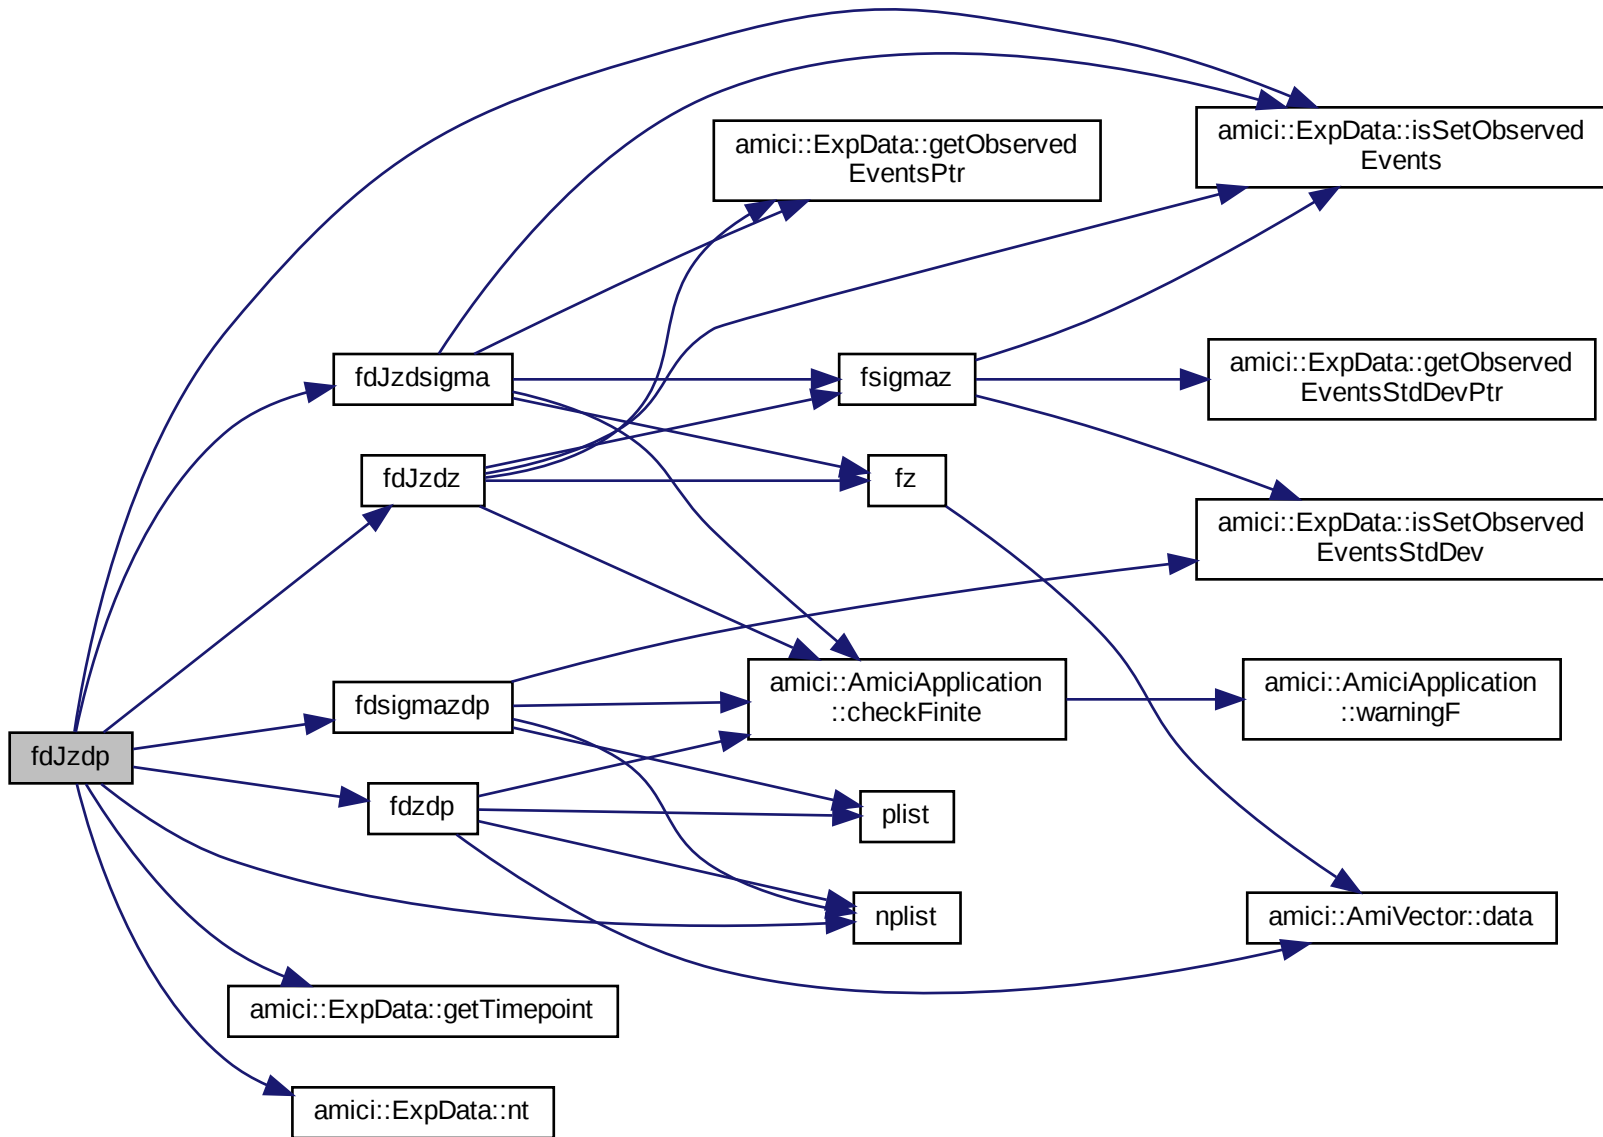 amici::ExpData::isSetObserved
Events
amici::ExpData::getObserved
EventsPtr
fdJzdsigma
fsigmaz
amici::ExpData::getObserved
EventsStdDevPtr
fdJzdz
fz
amici::ExpData::isSetObserved
EventsStdDev
fdsigmazdp
amici::AmiciApplication
::checkFinite
amici::AmiciApplication
::warningF
fdJzdp
fdzdp
plist
nplist
amici::AmiVector::data
amici::ExpData::getTimepoint
amici::ExpData::nt